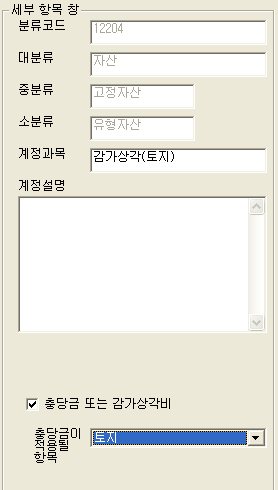 세부 항목 창
분류코드 12204
대분류 자산
중분류 고정자산
소분류 유형자산
계정과목 감가상각(토지)
계정설명
충당금 또는 감가상각비
충당금이
적용될
항목
토지